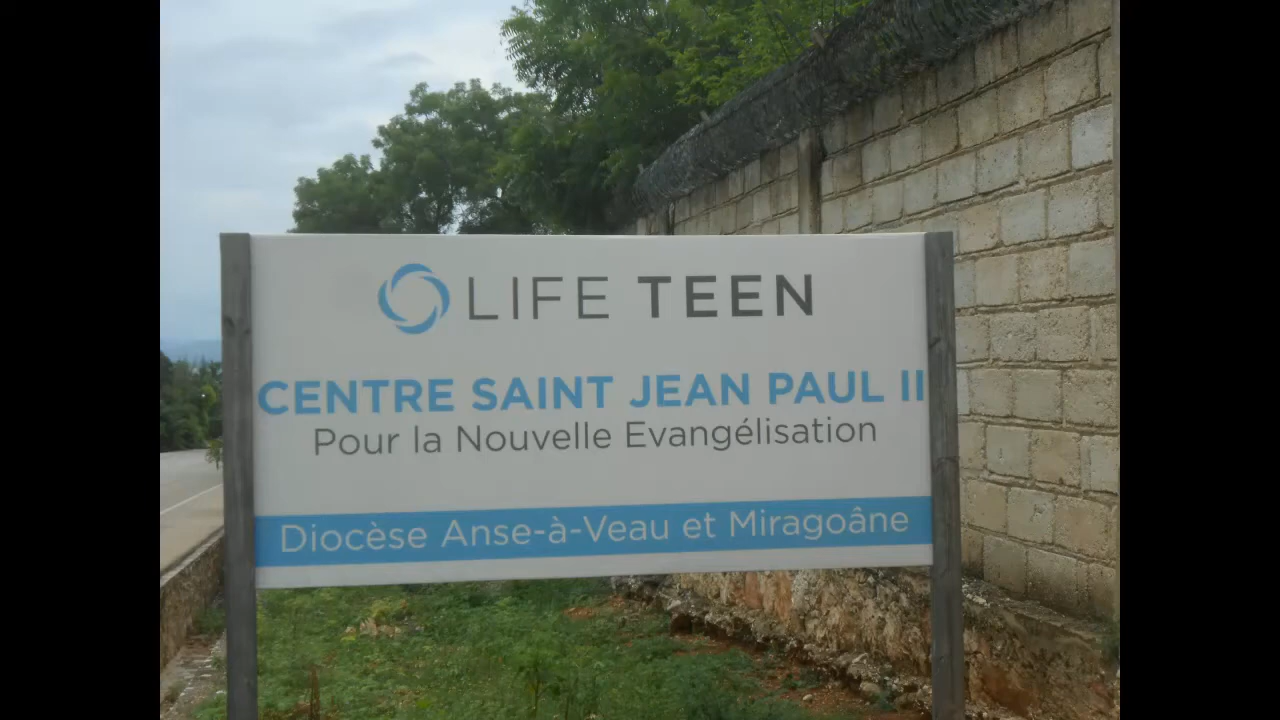 LIFE TEEN
CENTRE SAINT JEAN PAUL II
Pour la Nouvelle Evangélisation
Diocèse Anse-à-Veau et Miragoâne